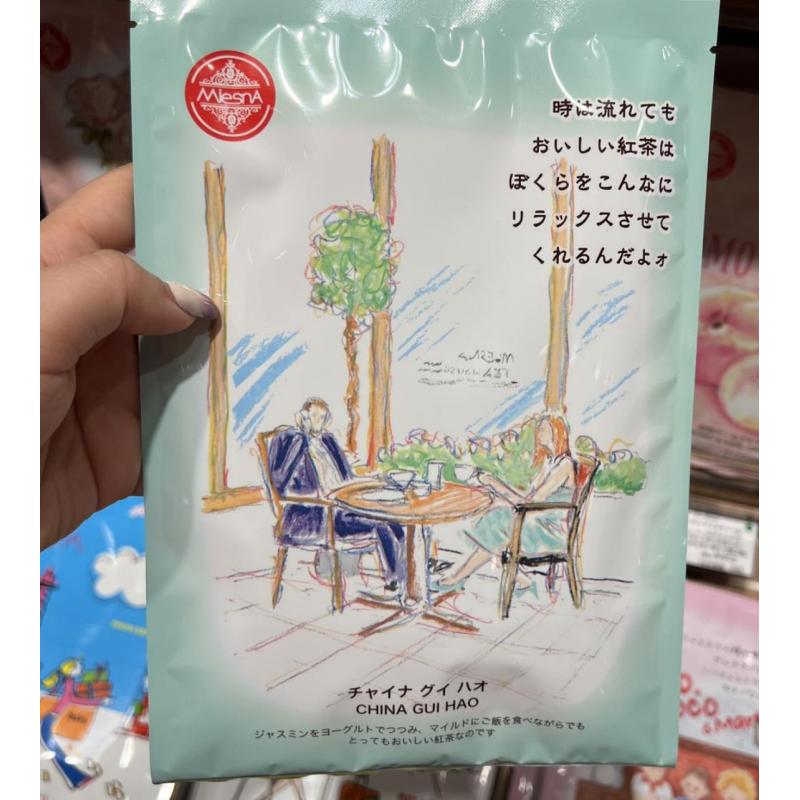 MlesnA
時は流れても
おいしい紅茶は
ぼくらをこんなに
リラックスさせて
くれるんだよォ
チャイナ グイ ハオ
CHINA GUI HAO
ジャスミンをヨーグルトでつつみ、マイルドにご飯を食べながらでも
とってもおいしい紅茶なのです